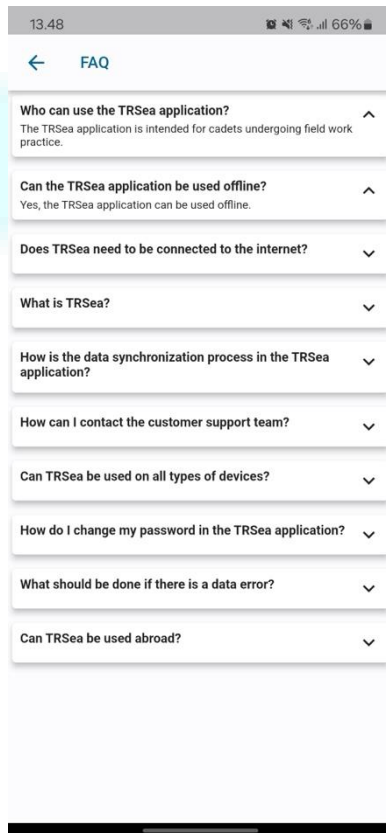 13.48
66%
FAQ
Who can use the TRSea application?
The TRSea application is intended for cadets undergoing field work
practice.
Can the TRSea application be used offline?
Yes, the TRSea application can be used offline.
Does TRSea need to be connected to the internet?
What is TRSea?
How is the data synchronization process in the TRSea
application?
How can I contact the customer support team?
Can TRSea be used on all types of devices?
How do I change my password in the TRSea application?
What should be done if there is a data error?
Can TRSea be used abroad?